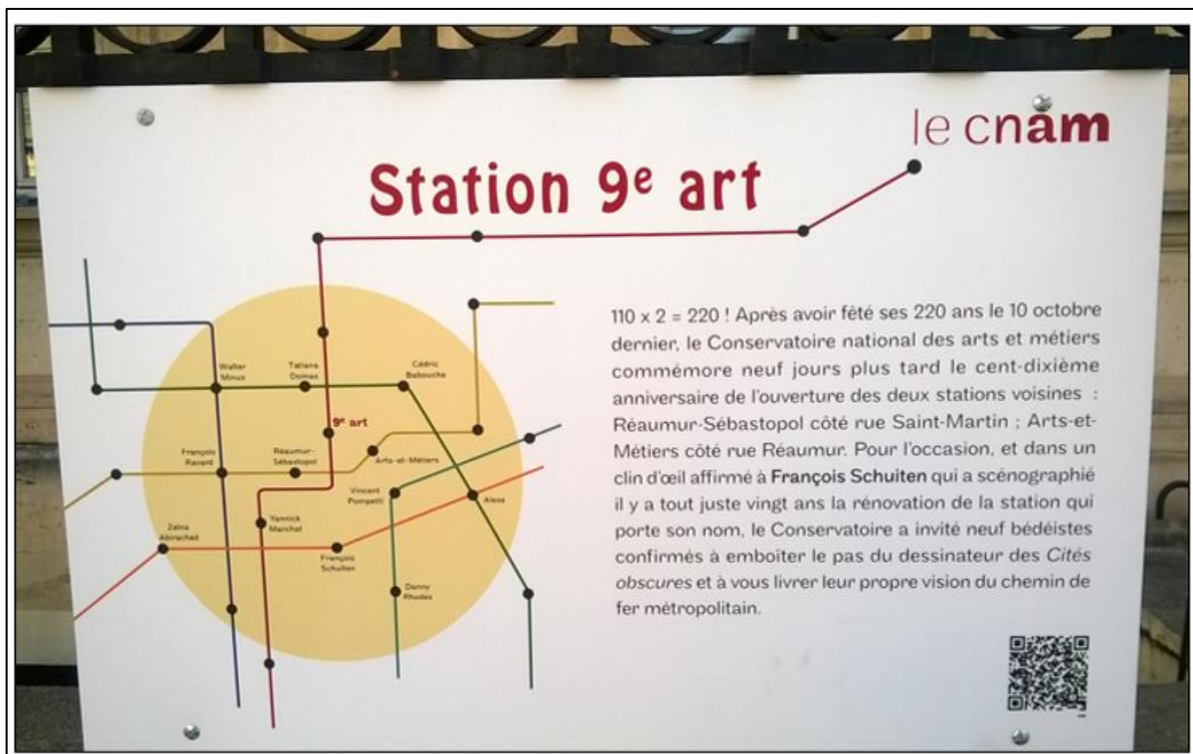 le cnam
Station 9e art
110 x 2 = 220 ! Après avoir fêté ses 220 ans le 10 octobre
dernier, le Conservatoire national des arts et métiers
commémore neuf jours plus tard le cent-dixième
anniversaire de l'ouverture des deux stations voisines :
Réaumur-Sébastopol côté rue Saint-Martin ; Arts-et-
Métiers côté rue Réaumur. Pour l'occasion, et dans un
clin d'œil affirmé à François Schuiten qui a scénographié
il y a tout juste vingt ans la rénovation de la station qui
porte son nom, le Conservatoire a invité neuf bédéistes
confirmés à emboîter le pas du dessinateur des Cités
obscures et à vous livrer leur propre vision du chemin de
fer métropolitain.
Walter
Minus
Tatiana
Domas
Cédric
Babouche
9e art
François
Ravard
Réaumur-
Sébastopol
Arts-et-Métiers
Vincent
Pompetti
Alexe
Zeina
Abirached
Yannick
Marchat
François
Schuiten
Danny
Rhodes